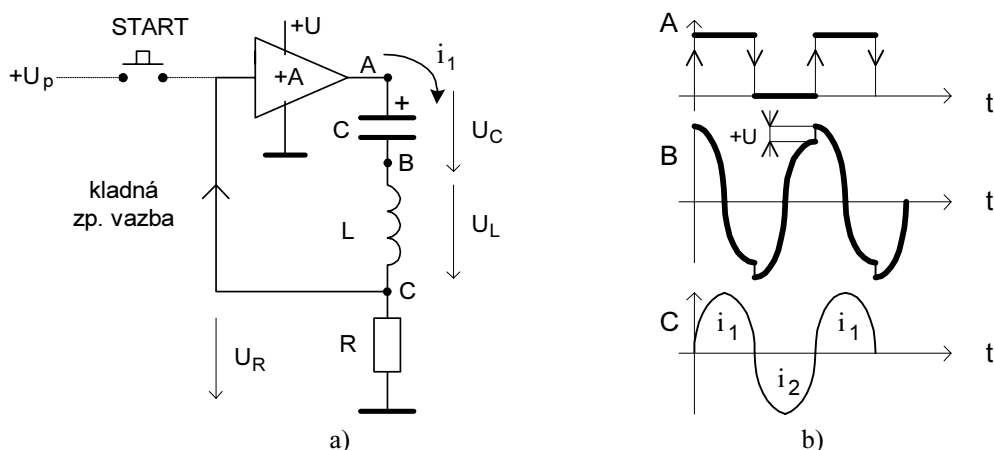 START
+U
A
i1
+Up
+A
+
C
UC
B
kladná
zp. vazba
L
UL
C
UR
R
a)
A
t
+U
B
t
C
i1
i1
t
i2
b)